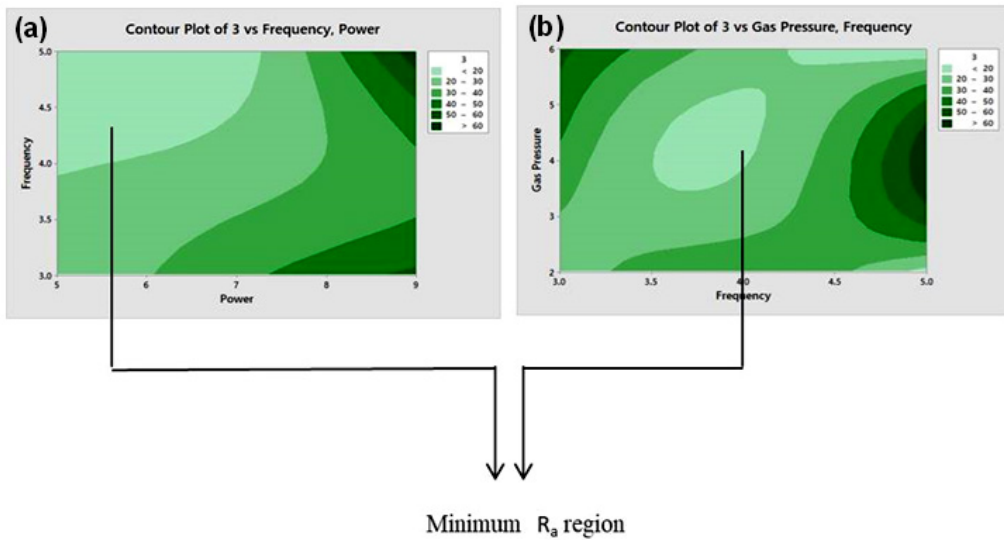 (a)
Contour Plot of 3 vs Frequency, Power
5.0
4.5
4.0
3.5
3.0
Frequency
5 6 7 8 9
Power
3
< 20
20 – 30
30 – 40
40 – 50
50 – 60
> 60
(b)
Contour Plot of 3 vs Gas Pressure, Frequency
6
5
4
3
2
Gas Pressure
3.0 3.5 4.0 4.5 5.0
Frequency
3
< 20
20 – 30
30 – 40
40 – 50
50 – 60
> 60
Minimum Ra region